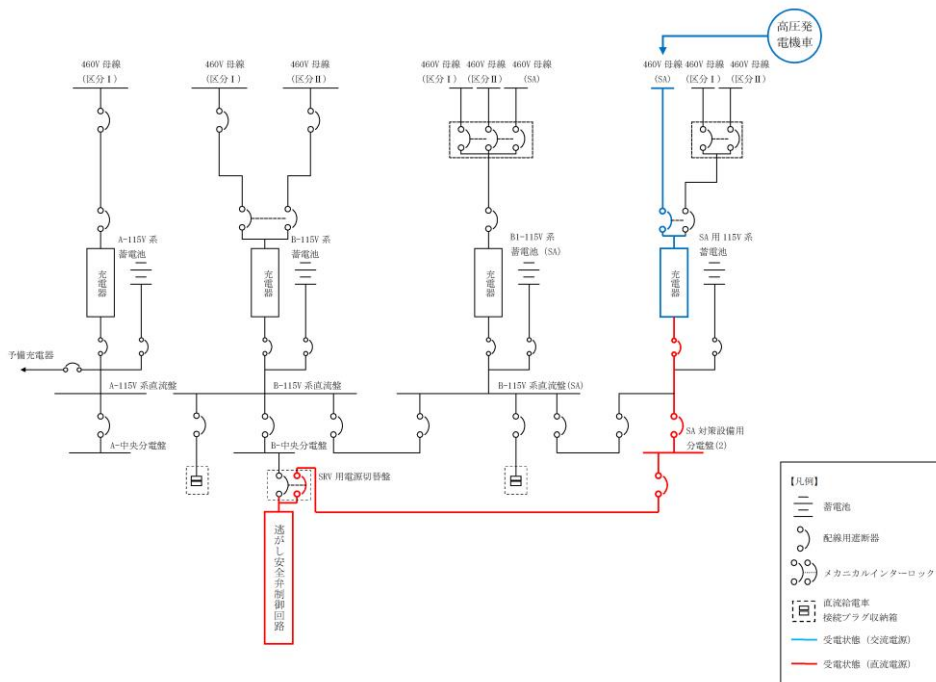 高圧発
電機車
460V 母線
(区分Ⅰ)
460V 母線
(区分Ⅰ)
460V 母線
(区分Ⅱ)
460V 母線
(区分Ⅰ)
460V 母線
(区分Ⅱ)
460V 母線
(SA)
460V 母線
(SA)
460V 母線
(区分Ⅰ)
460V 母線
(区分Ⅱ)
A-115V 系
蓄電池
充電器
B-115V 系
蓄電池
充電器
B1-115V 系
蓄電池 (SA)
充電器
SA 用 115V 系
蓄電池
充電器
予備充電器
A-115V 系直流盤
B-115V 系直流盤
B-115V 系直流盤(SA)
A-中央分電盤
B-中央分電盤
SA 対策設備用
分電盤(2)
SRV 用電源切替盤
逃がし安全弁制御回路
【凡例】
蓄電池
配線用遮断器
メカニカルインターロック
直流給電車
接続プラグ収納箱
受電状態 (交流電源)
受電状態 (直流電源)